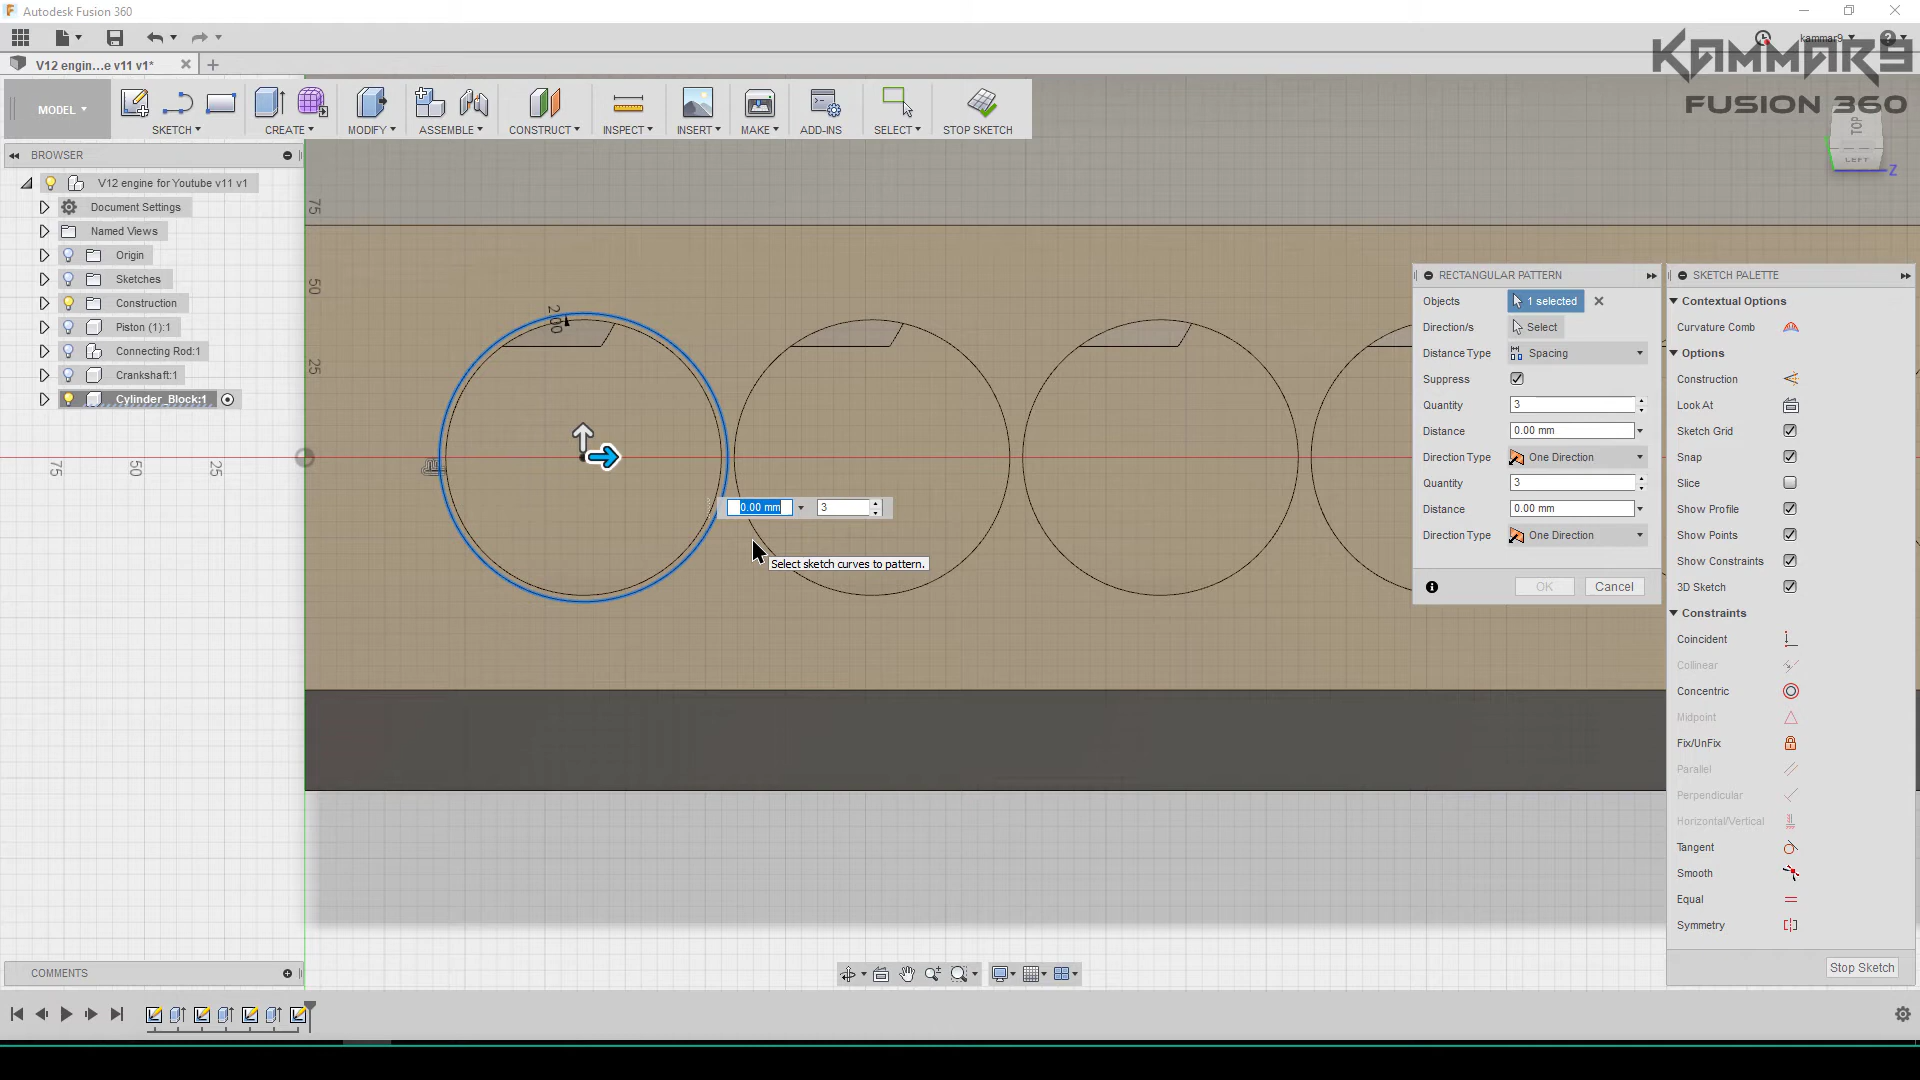 Autodesk Fusion 360
V12 engin...e v11 v1*
kammar9
KAMMAR9
FUSION 360
MODEL
SKETCH
CREATE
MODIFY
ASSEMBLE
CONSTRUCT
INSPECT
INSERT
MAKE
ADD-INS
SELECT
STOP SKETCH
TOP
LEFT
Z
BROWSER
V12 engine for Youtube v11 v1
Document Settings
Named Views
Origin
Sketches
Construction
Piston (1):1
Connecting Rod:1
Crankshaft:1
Cylinder_Block:1
75
50
25
75
50
25
2.00
0.00 mm
3
Select sketch curves to pattern.
RECTANGULAR PATTERN
Objects 1 selected
Direction/s Select
Distance Type Spacing
Suppress
Quantity 3
Distance 0.00 mm
Direction Type One Direction
Quantity 3
Distance 0.00 mm
Direction Type One Direction
OK Cancel
SKETCH PALETTE
Contextual Options
Curvature Comb
Options
Construction
Look At
Sketch Grid
Snap
Slice
Show Profile
Show Points
Show Constraints
3D Sketch
Constraints
Coincident
Collinear
Concentric
Midpoint
Fix/UnFix
Parallel
Perpendicular
Horizontal/Vertical
Tangent
Smooth
Equal
Symmetry
Stop Sketch
COMMENTS